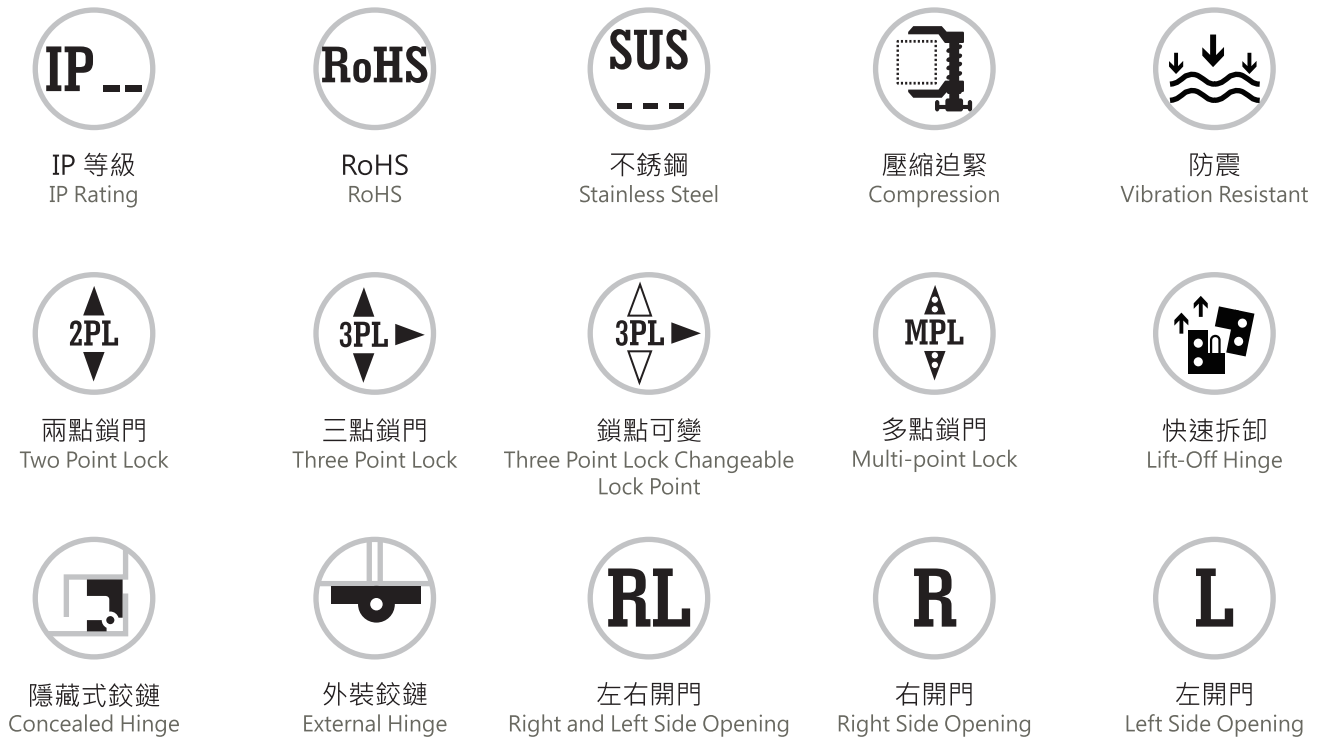 IP _ _
RoHS
SUS
_ _ _
IP 等級
IP Rating
RoHS
RoHS
不銹鋼
Stainless Steel
壓縮迫緊
Compression
防震
Vibration Resistant
2PL
3PL
3PL
MPL
兩點鎖門
Two Point Lock
三點鎖門
Three Point Lock
鎖點可變
Three Point Lock Changeable
Lock Point
多點鎖門
Multi-point Lock
快速拆卸
Lift-Off Hinge
RL
R
L
隱藏式鉸鏈
Concealed Hinge
外裝鉸鏈
External Hinge
左右開門
Right and Left Side Opening
右開門
Right Side Opening
左開門
Left Side Opening